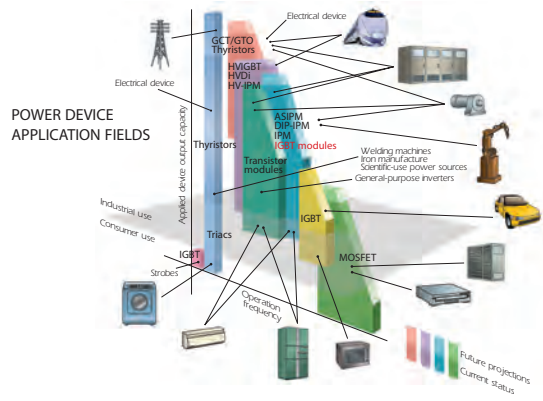 Electrical device
GCT/GTO
Thyristors
HVIGBT
HVDi
HV-IPM
Electrical device
POWER DEVICE
APPLICATION FIELDS
Applied device output capacity
ASIPM
DIP-IPM
IPM
IGBT modules
Thyristors
Transistor
modules
Welding machines
Iron manufacture
Scientific-use power sources
General-purpose inverters
Industrial use
Consumer use
Triacs
IGBT
IGBT
MOSFET
Strobes
Operation
frequency
Future projections
Current status